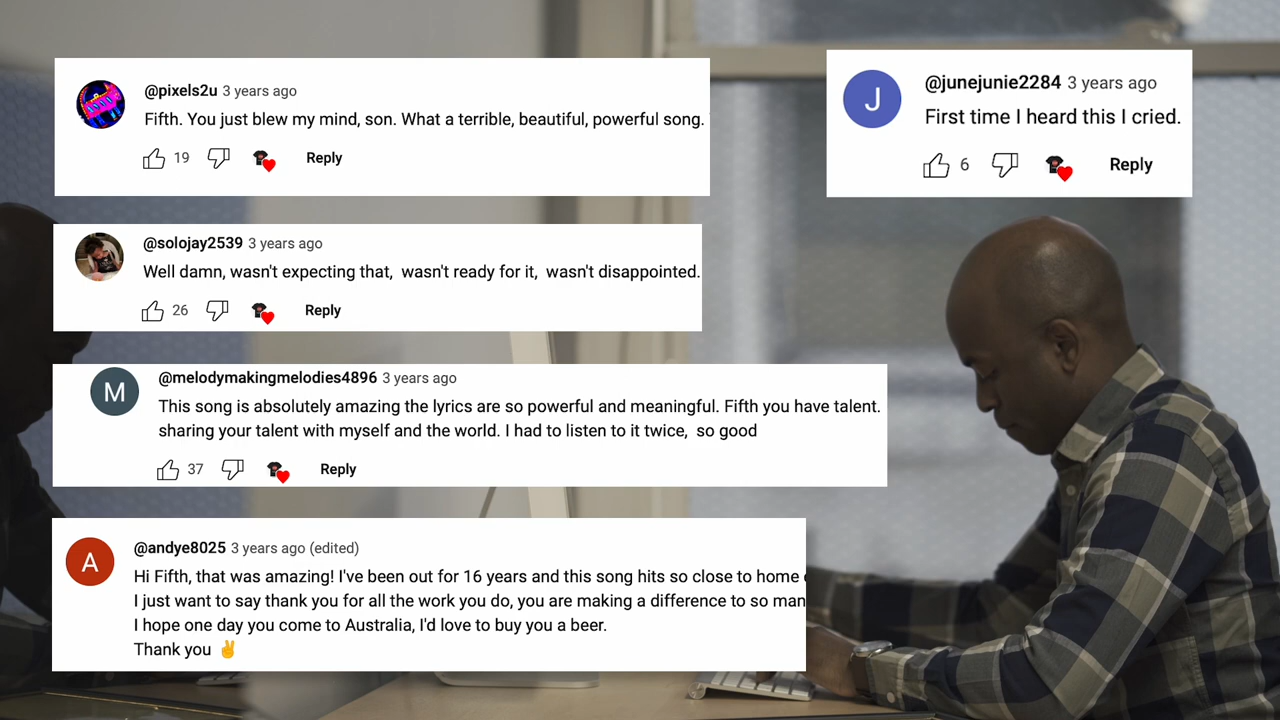 @pixels2u 3 years ago
Fifth. You just blew my mind, son. What a terrible, beautiful, powerful song.
19 Reply
@solojay2539 3 years ago
Well damn, wasn't expecting that, wasn't ready for it, wasn't disappointed.
26 Reply
M
@melodymakingmelodies4896 3 years ago
This song is absolutely amazing the lyrics are so powerful and meaningful. Fifth you have talent.
sharing your talent with myself and the world. I had to listen to it twice, so good
37 Reply
A
@andye8025 3 years ago (edited)
Hi Fifth, that was amazing! I've been out for 16 years and this song hits so close to home
I just want to say thank you for all the work you do, you are making a difference to so man
I hope one day you come to Australia, I'd love to buy you a beer.
Thank you ✌️
J
@junejunie2284 3 years ago
First time I heard this I cried.
6 Reply